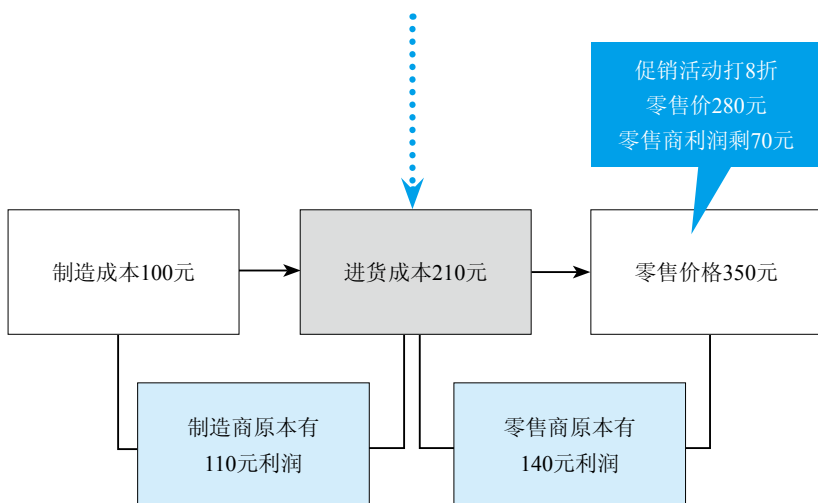 促销活动打8折
零售价280元
零售商利润剩70元
制造成本100元
进货成本210元
零售价格350元
制造商原本有
110元利润
零售商原本有
140元利润